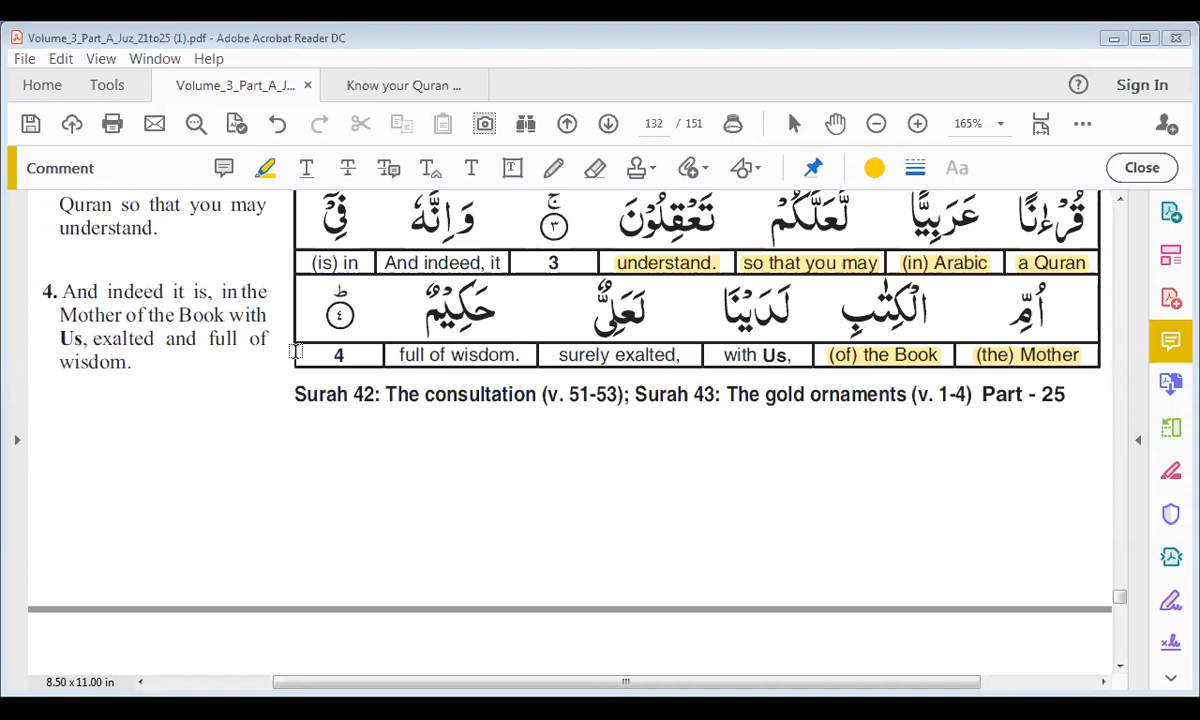 Volume_3_Part_A_Juz_21to25 (1).pdf - Adobe Acrobat Reader DC
File Edit View Window Help
Home Tools Volume_3_Part_A_J... × Know your Quran ... Sign In
132 / 151 165%
Comment Close
Quran so that you may
understand.
قُرْءٰنًا عَرَبِيًّا لَّعَلَّكُمْ تَعْقِلُوْنَ ۚ ٣ وَاِنَّهٗ فِىْٓ
(is) in And indeed, it 3 understand. so that you may (in) Arabic a Quran
4. And indeed it is, in the
Mother of the Book with
Us, exalted and full of
wisdom.
اُمِّ الْكِتٰبِ لَدَيْنَا لَعَلِىٌّ حَكِيْمٌ ؕ ٤
4 full of wisdom. surely exalted, with Us, (of) the Book (the) Mother
Surah 42: The consultation (v. 51-53); Surah 43: The gold ornaments (v. 1-4) Part - 25
8.50 x 11.00 in